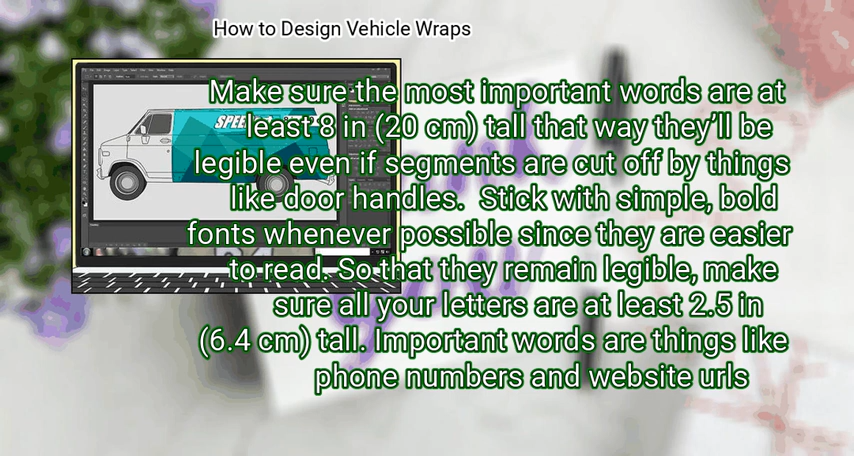 How to Design Vehicle Wraps
Make sure the most important words are at
least 8 in (20 cm) tall that way they’ll be
legible even if segments are cut off by things
like door handles.  Stick with simple, bold
fonts whenever possible since they are easier
to read. So that they remain legible, make
sure all your letters are at least 2.5 in
(6.4 cm) tall. Important words are things like
phone numbers and website urls